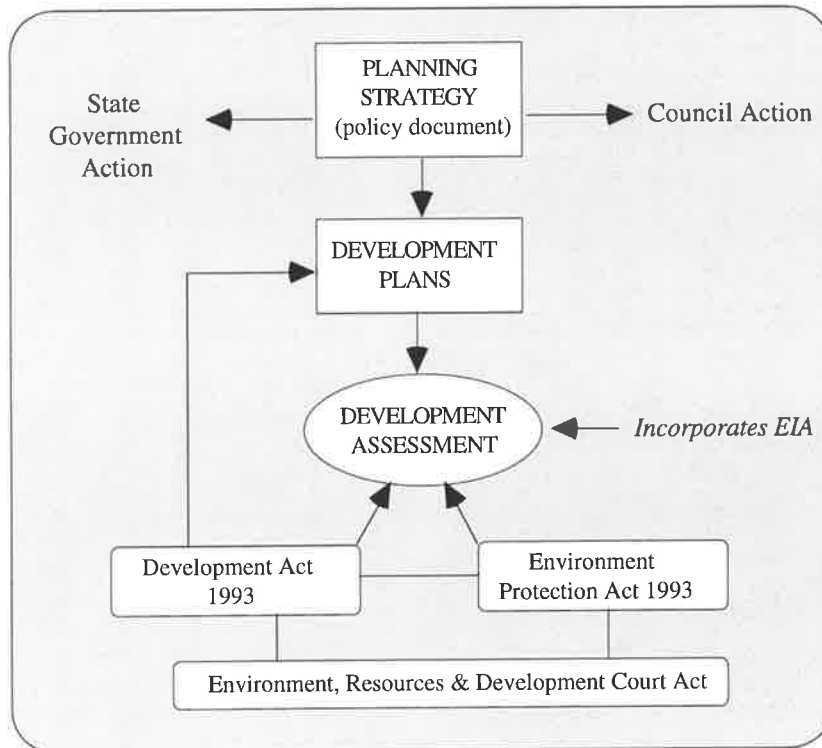 PLANNING
STRATEGY
(policy document)
State
Government
Action
Council Action
DEVELOPMENT
PLANS
DEVELOPMENT
ASSESSMENT
Incorporates EIA
Development Act
1993
Environment
Protection Act 1993
Environment, Resources & Development Court Act